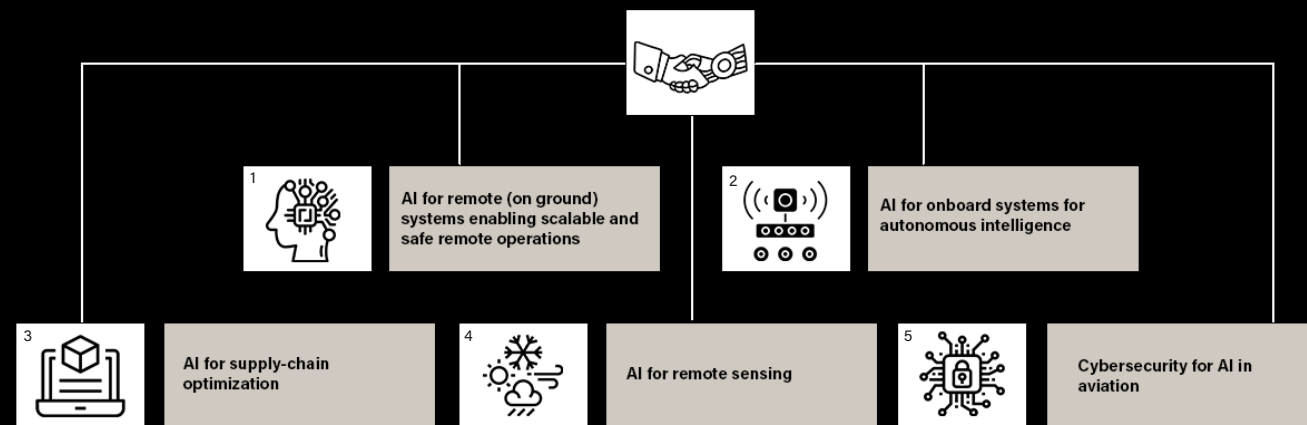 1
AI for remote (on ground)
systems enabling scalable and
safe remote operations
2
AI for onboard systems for
autonomous intelligence
3
AI for supply-chain
optimization
4
AI for remote sensing
5
Cybersecurity for AI in
aviation